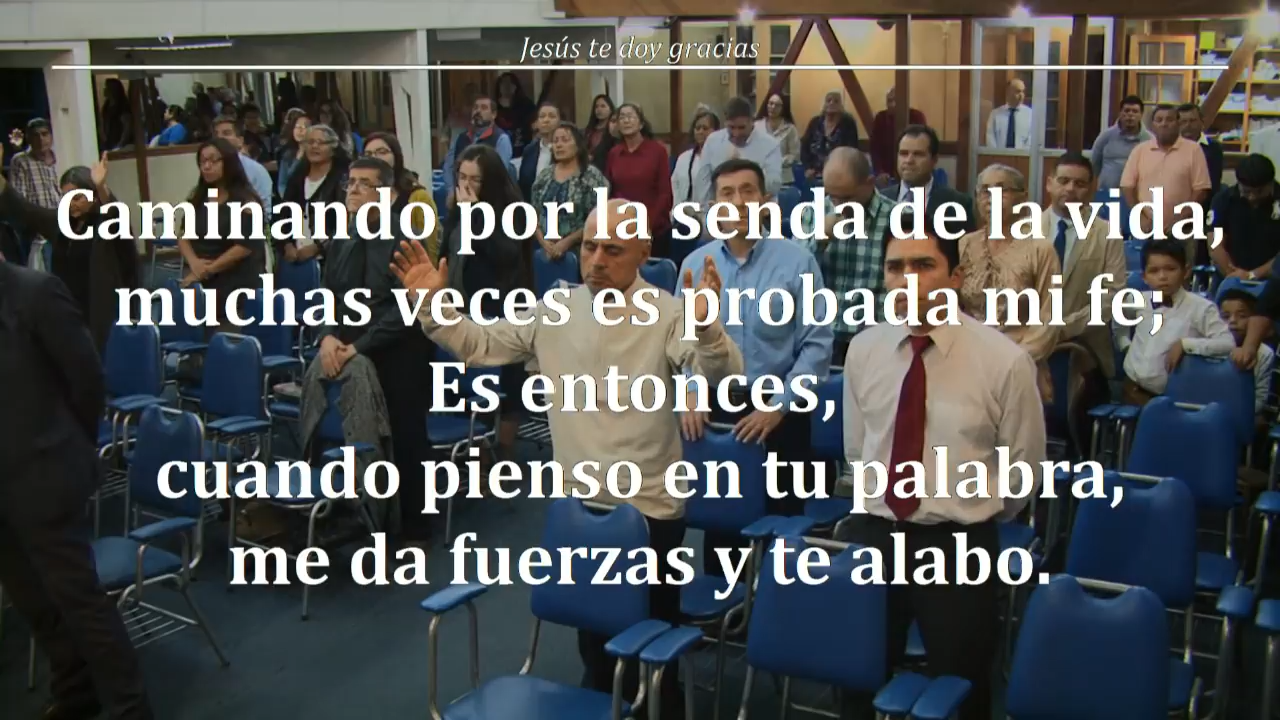 Jesús te doy gracias
Caminando por la senda de la vida,
muchas veces es probada mi fe;
Es entonces,
cuando pienso en tu palabra,
me da fuerzas y te alabo.